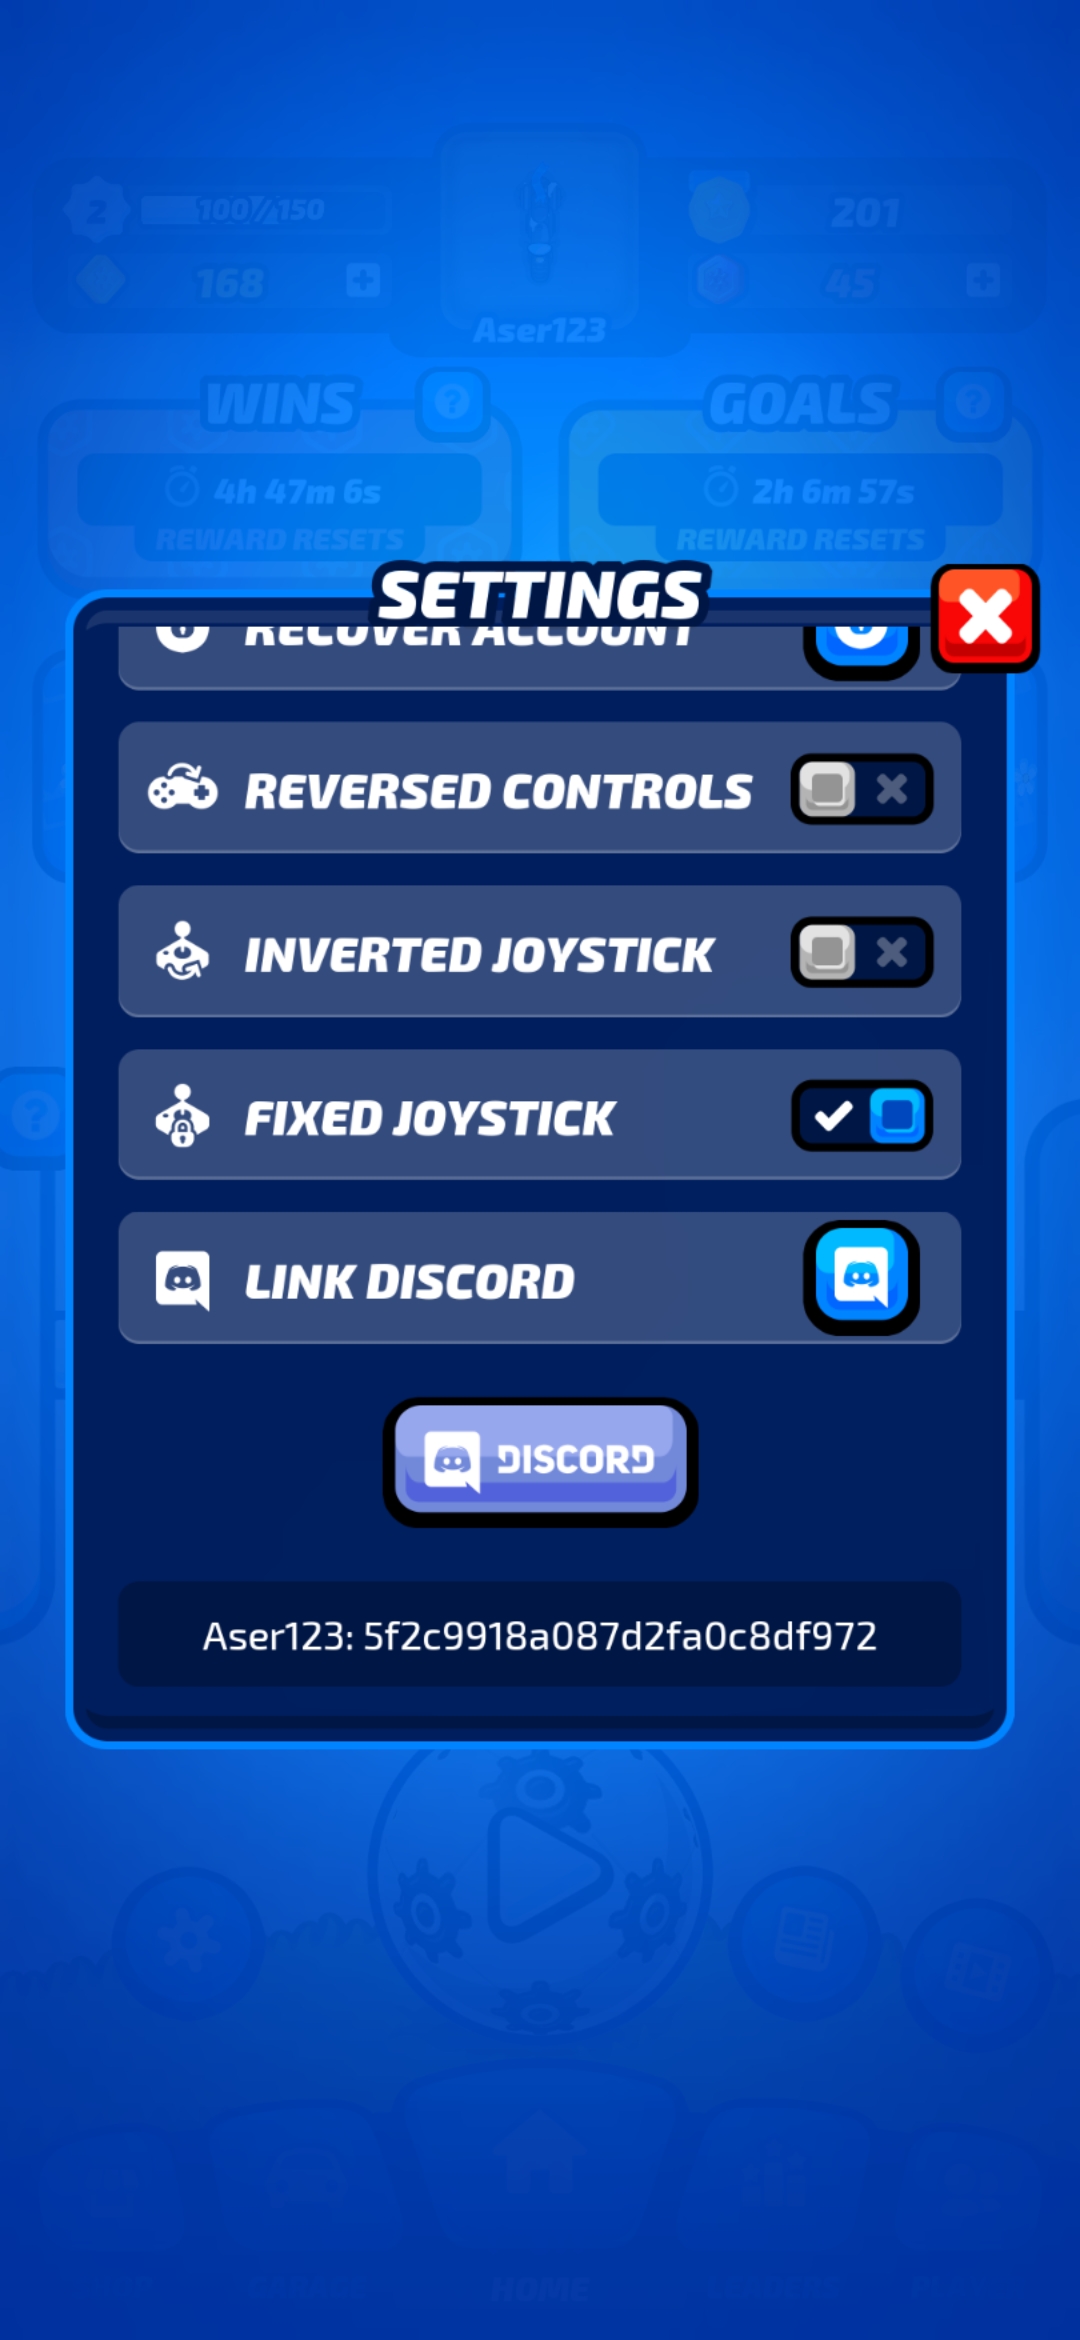 2
100/150
201
168
45
Aser123
WINS
GOALS
4h 47m 6s
2h 6m 57s
REWARD RESETS
REWARD RESETS
SETTINGS
RECOVER ACCOUNT
REVERSED CONTROLS
INVERTED JOYSTICK
FIXED JOYSTICK
LINK DISCORD
DISCORD
Aser123: 5f2c9918a087d2fa0c8df972
HOME